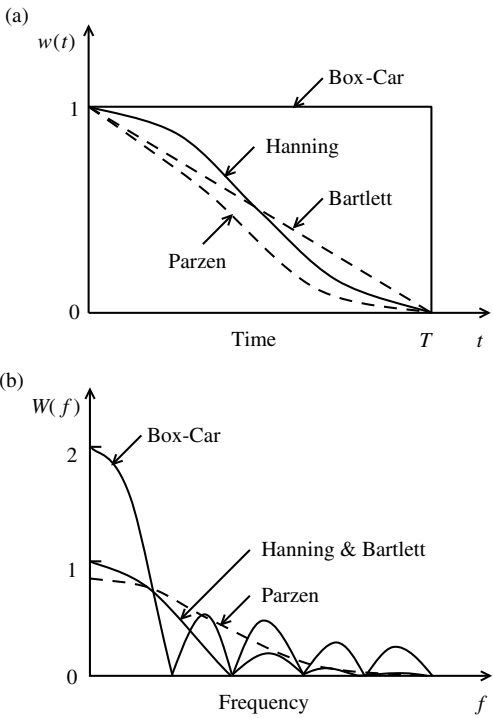 (a)
w(t)
Box-Car
1
Hanning
Bartlett
Parzen
0
Time
T
t
(b)
W(f)
Box-Car
2
Hanning & Bartlett
1
Parzen
0
Frequency
f